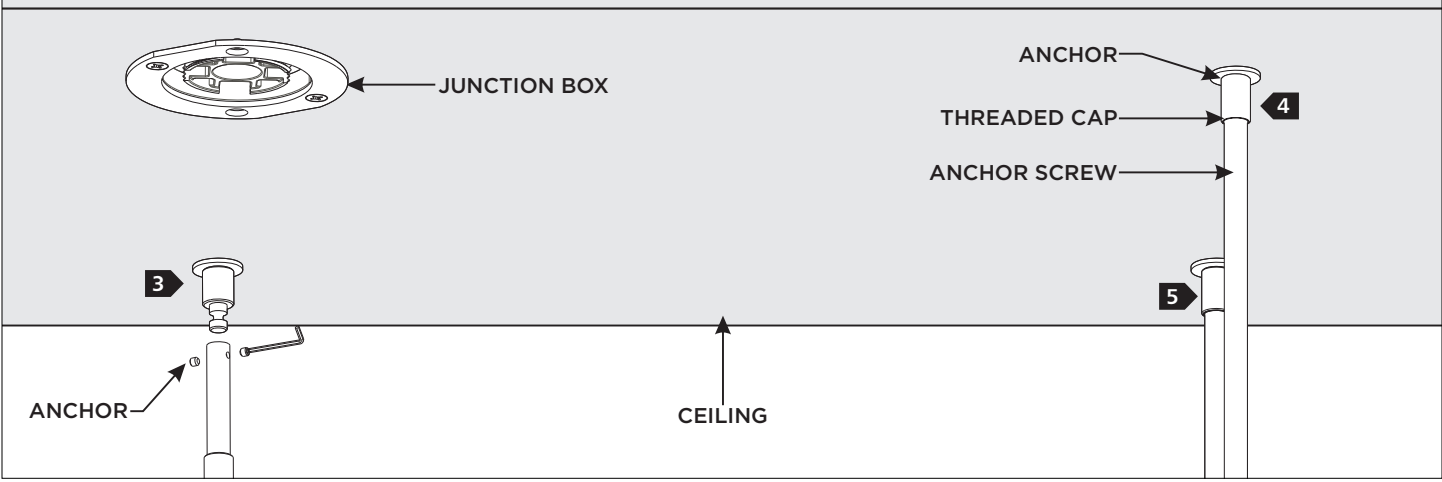 ANCHOR
JUNCTION BOX
4
THREADED CAP
ANCHOR SCREW
3
5
ANCHOR
CEILING